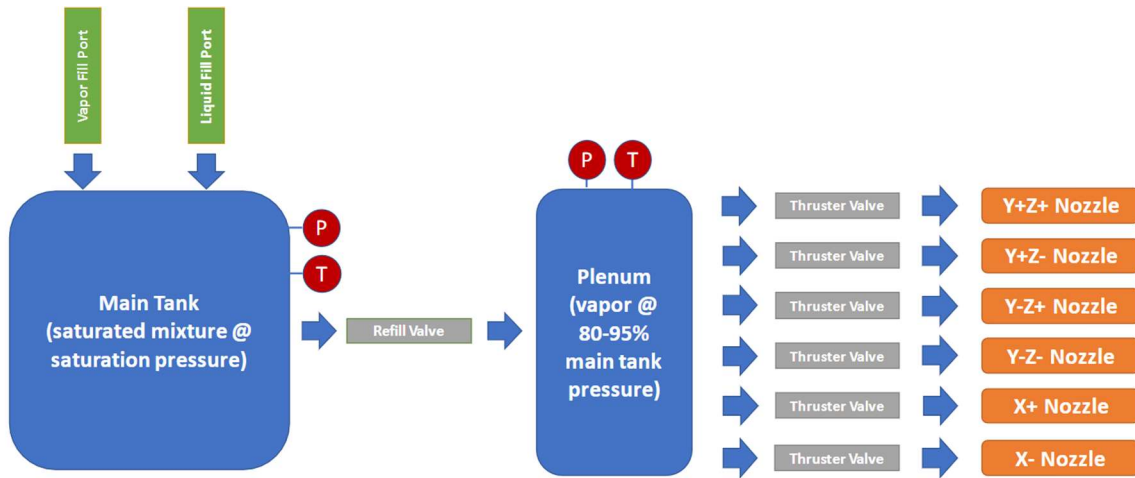 Vapor Fill Port
Liquid Fill Port
P
T
P
T
Main Tank
(saturated mixture @
saturation pressure)
Refill Valve
Plenum
(vapor @
80-95%
main tank
pressure)
Thruster Valve
Y+Z+ Nozzle
Thruster Valve
Y+Z- Nozzle
Thruster Valve
Y-Z+ Nozzle
Thruster Valve
Y-Z- Nozzle
Thruster Valve
X+ Nozzle
Thruster Valve
X- Nozzle